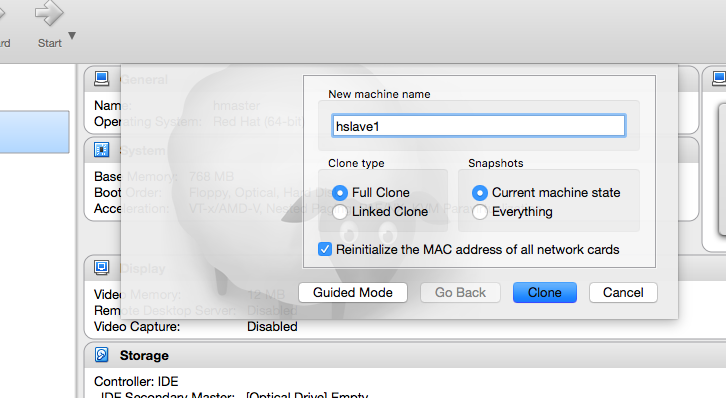 rd
Start
General
Name: hmaster
Operating System: Red Hat (64-bit)
System
Base Memory: 768 MB
Boot Order: Floppy, Optical, Hard Disk
Acceleration: VT-x/AMD-V, Nested Paging, KVM Para
Display
Video Memory: 12 MB
Remote Desktop Server: Disabled
Video Capture: Disabled
Storage
Controller: IDE
IDE Secondary Master: [Optical Drive] Empty
New machine name
hslave1
Clone type
Full Clone
Linked Clone
Snapshots
Current machine state
Everything
Reinitialize the MAC address of all network cards
Guided Mode
Go Back
Clone
Cancel